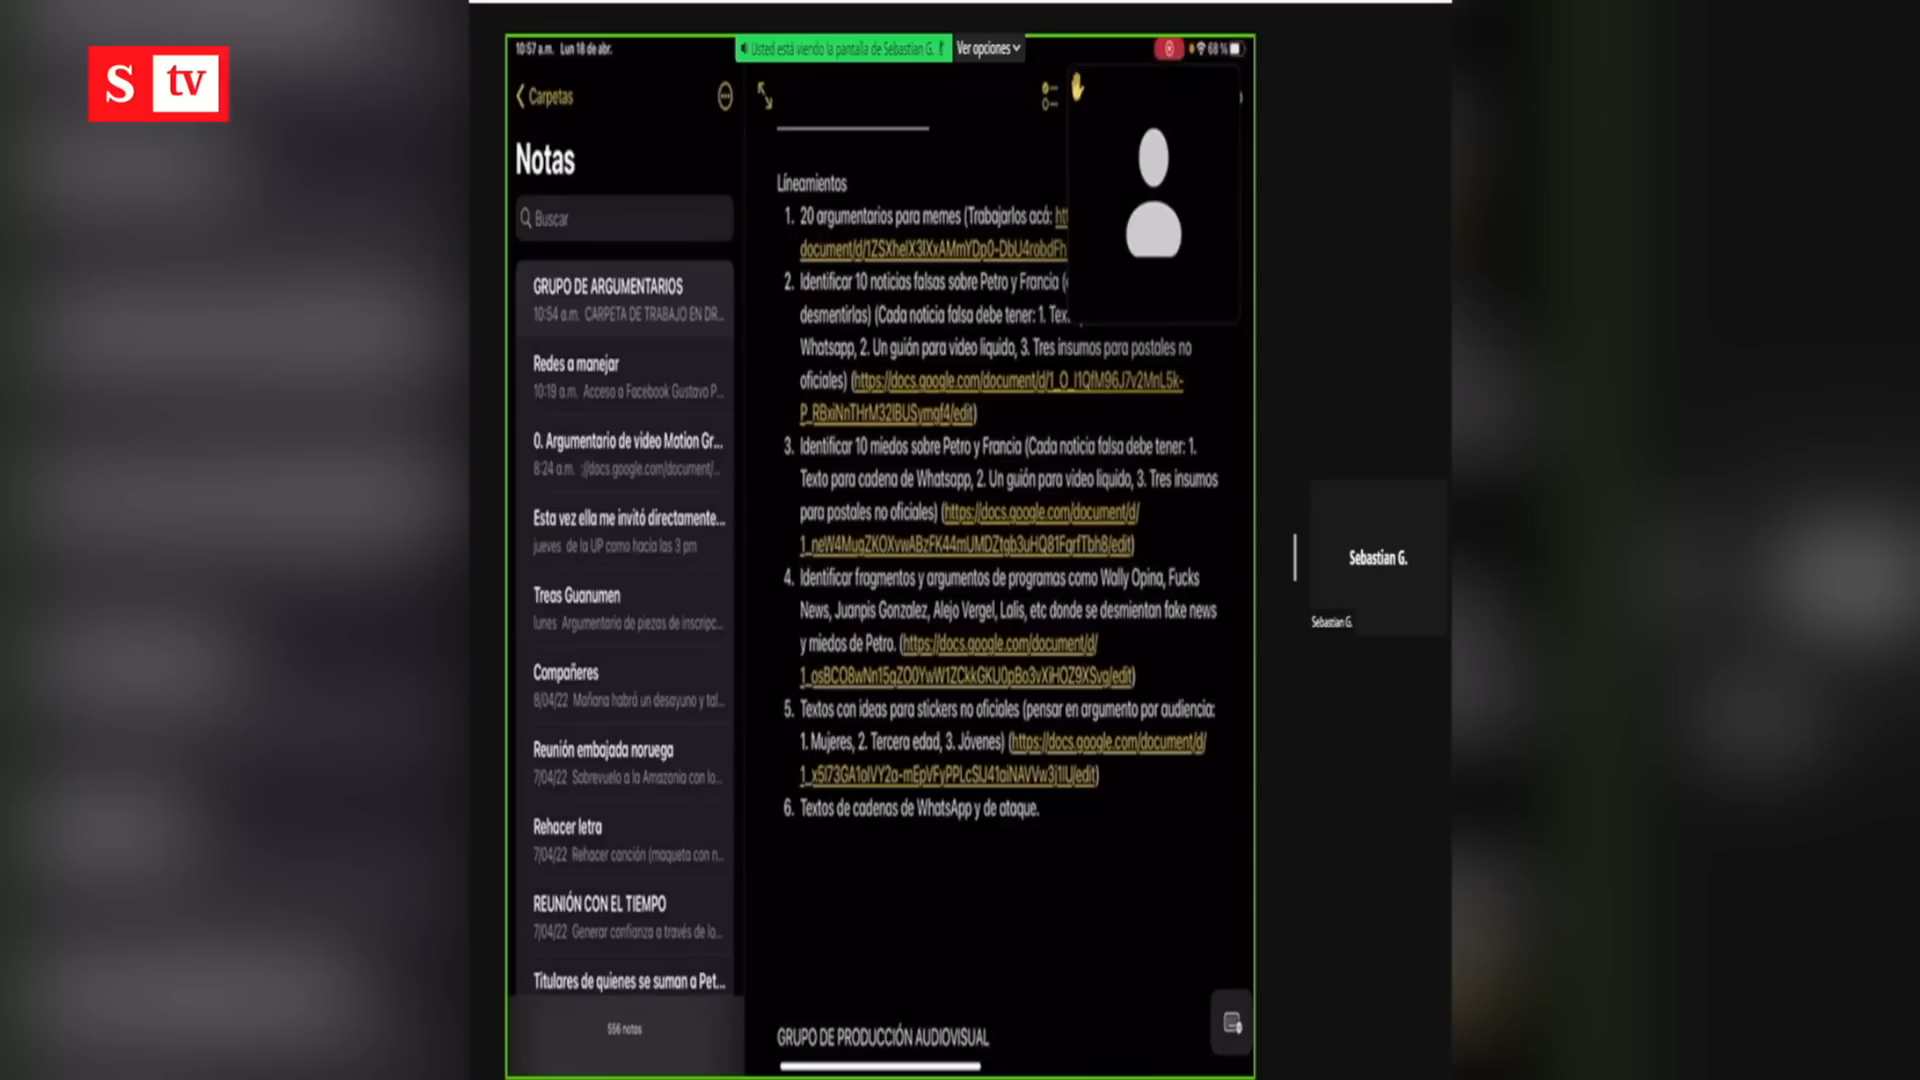 S tv
10:57 a.m. Lun 18 de abr.
Usted está viendo la pantalla de Sebastian G.
Ver opciones
68 %
Carpetas
Notas
Buscar
GRUPO DE ARGUMENTARIOS
10:54 a.m. CARPETA DE TRABAJO EN DR...
Redes a manejar
10:19 a.m. Acceso a Facebook Gustavo P...
0. Argumentario de video Motion Gr...
8:24 a.m. ://docs.google.com/document/...
Esta vez ella me invitó directamente...
jueves de la UP como hacia las 3 pm
Treas Guanumen
lunes Argumentario de piezas de inscripc...
Compañeres
8/04/22 Mañana habrá un desayuno y tal...
Reunión embajada noruega
7/04/22 Sobrevuelo a la Amazonia con lo...
Rehacer letra
7/04/22 Rehacer canción (maqueta con n...
REUNIÓN CON EL TIEMPO
7/04/22 Generar confianza a través de lo...
Titulares de quienes se suman a Pet...
556 notas
Líneamientos
1. 20 argumentarios para memes (Trabajarlos acá:
2. Identificar 10 noticias falsas sobre Petro y Francia
desmentirlas) (Cada noticia falsa debe tener: 1.
Whatsapp, 2. Un guión para video liquido, 3. Tres insumos para postales no
oficiales)
3. Identificar 10 miedos sobre Petro y Francia (Cada noticia falsa debe tener: 1.
Texto para cadena de Whatsapp, 2. Un guión para video liquido, 3. Tres insumos
para postales no oficiales) (https://docs.google.com/document/d/
4. Identificar fragmentos y argumentos de programas como Wally Opina, Fucks
News, Juanpis Gonzalez, Alejo Vergel, Lalis, etc donde se desmientan fake news
y miedos de Petro. (https://docs.google.com/document/d/
5. Textos con ideas para stickers no oficiales (pensar en argumento por audiencia:
1. Mujeres, 2. Tercera edad, 3. Jóvenes) (https://docs.google.com/document/d/
6. Textos de cadenas de WhatsApp y de ataque.
GRUPO DE PRODUCCIÓN AUDIOVISUAL
Sebastian G.
Sebastian G.